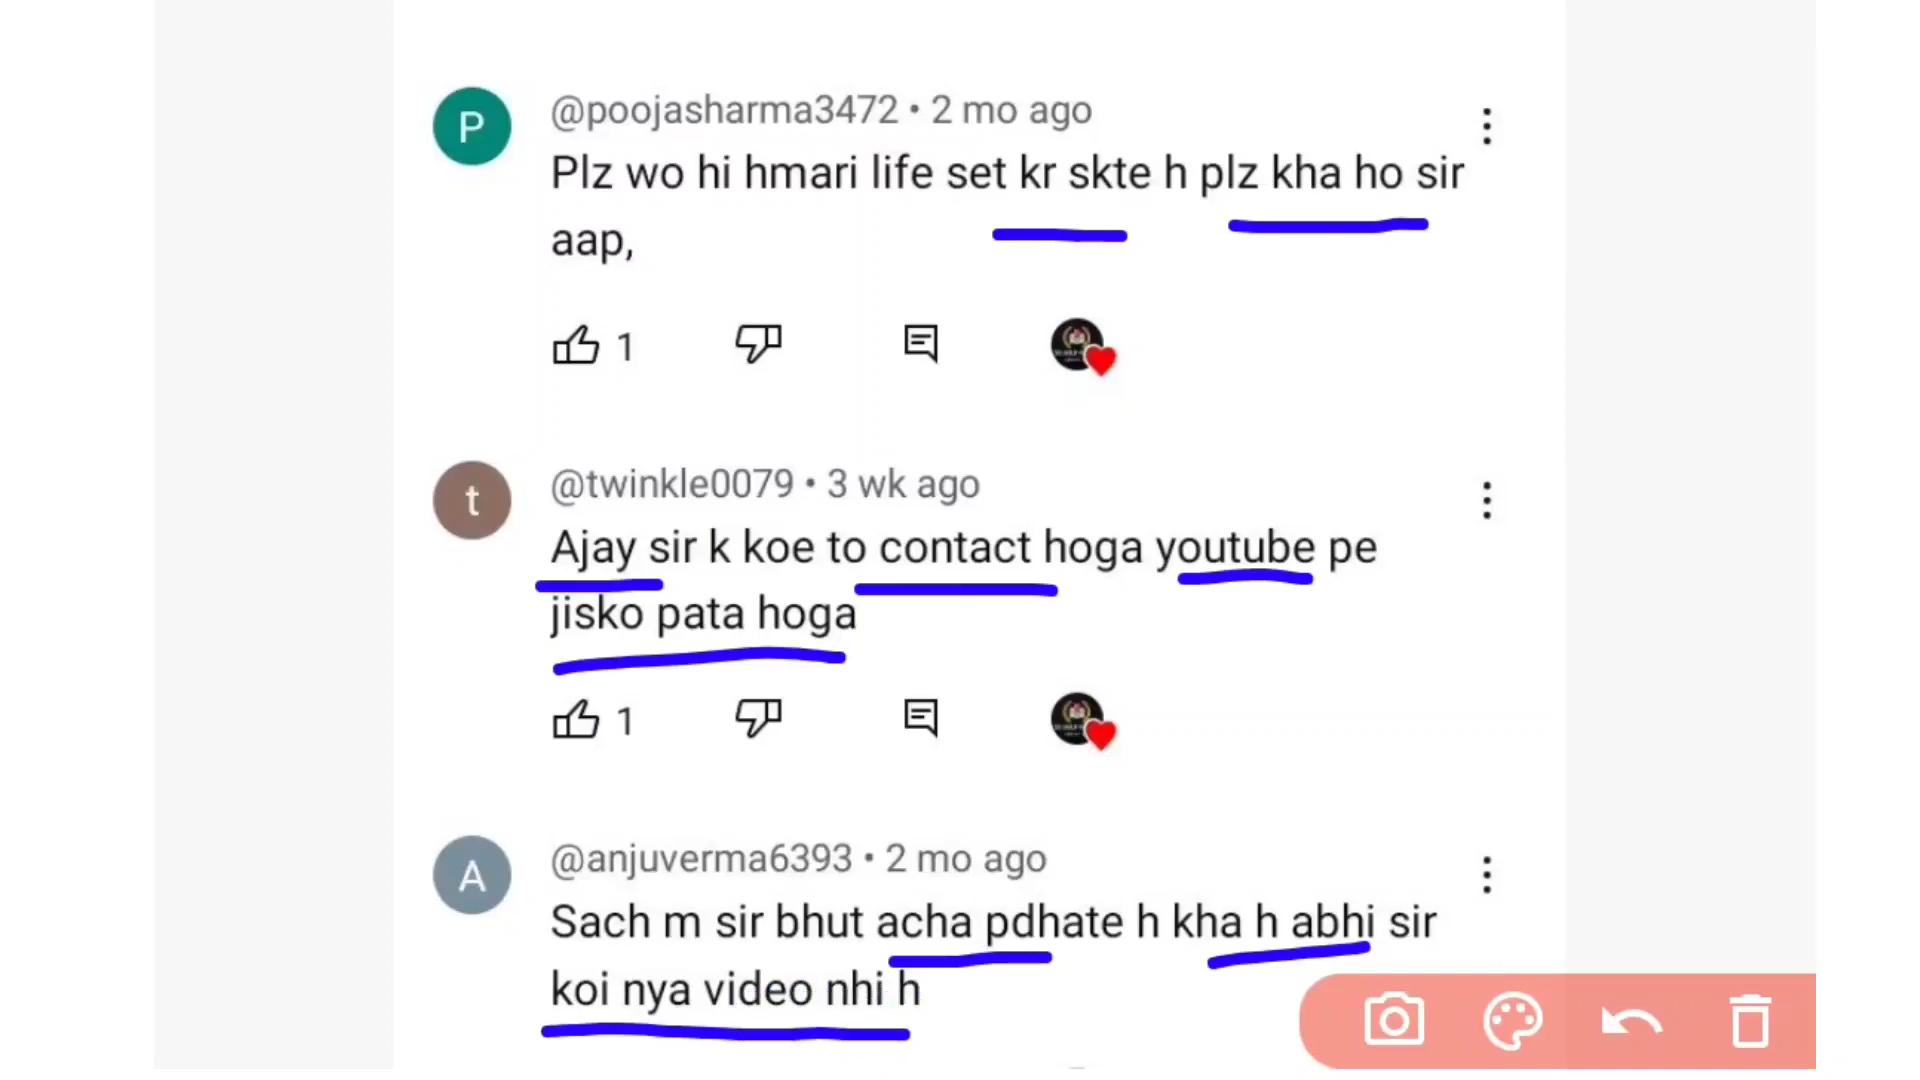 P
@poojasharma3472 • 2 mo ago
Plz wo hi hmari life set kr skte h plz kha ho sir
aap,
1
t
@twinkle0079 • 3 wk ago
Ajay sir k koe to contact hoga youtube pe
jisko pata hoga
1
A
@anjuverma6393 • 2 mo ago
Sach m sir bhut acha pdhate h kha h abhi sir
koi nya video nhi h